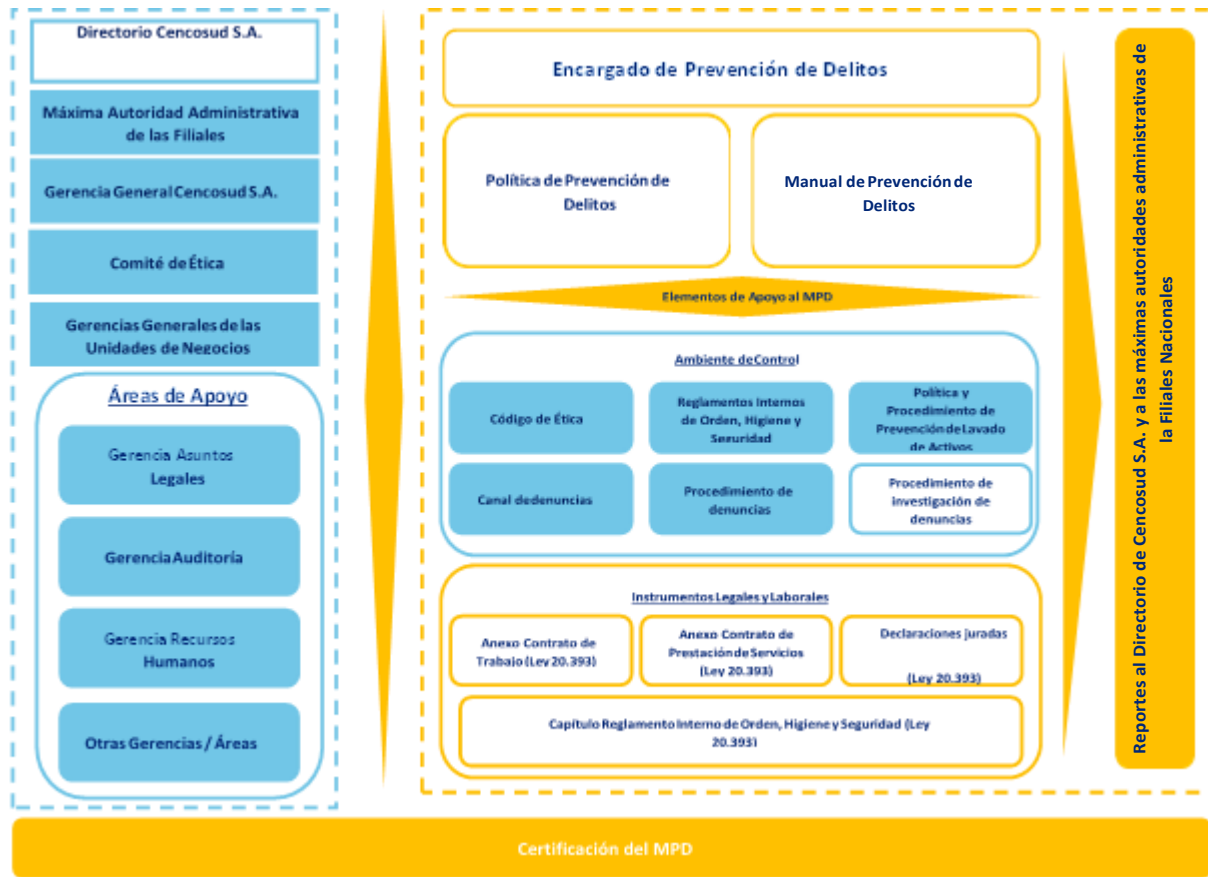 Directorio Cencosud S.A.
Máxima Autoridad Administrativa
de las Filiales
Gerencia General Cencosud S.A.
Comité de Ética
Gerencias Generales de las
Unidades de Negocios
Áreas de Apoyo
Gerencia Asuntos
Legales
Gerencia Auditoría
Gerencia Recursos
Humanos
Otras Gerencias / Áreas
Encargado de Prevención de Delitos
Política de Prevención de
Delitos
Manual de Prevención de
Delitos
Elementos de Apoyo al MPD
Ambiente de Control
Código de Ética
Reglamentos Internos
de Orden, Higiene y
Seguridad
Política y
Procedimiento de
Prevención de Lavado
de Activos
Canal dedenuncias
Procedimiento de
denuncias
Procedimiento de
investigación de
denuncias
Instrumentos Legales y Laborales
Anexo Contrato de
Trabajo (Ley 20.393)
Anexo Contrato de
Prestación de Servicios
(Ley 20.393)
Declaraciones juradas
(Ley 20.393)
Capítulo Reglamento Interno de Orden, Higiene y Seguridad (Ley
20.393)
Reportes al Directorio de Cencosud S.A. y a las máximas autoridades administrativas de
la Filiales Nacionales
Certificación del MPD